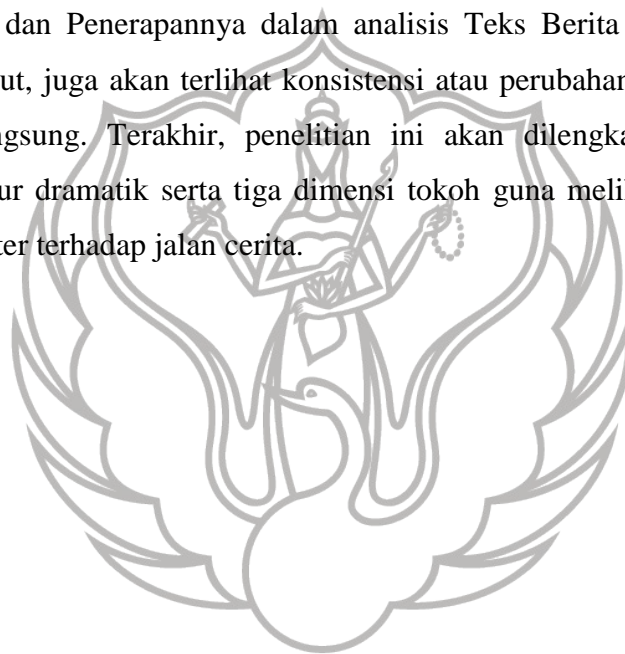 dan Penerapannya dalam analisis Teks Berita
ut, juga akan terlihat konsistensi atau perubahan
ngsung. Terakhir, penelitian ini akan dilengka
ur dramatik serta tiga dimensi tokoh guna meli
ter terhadap jalan cerita.